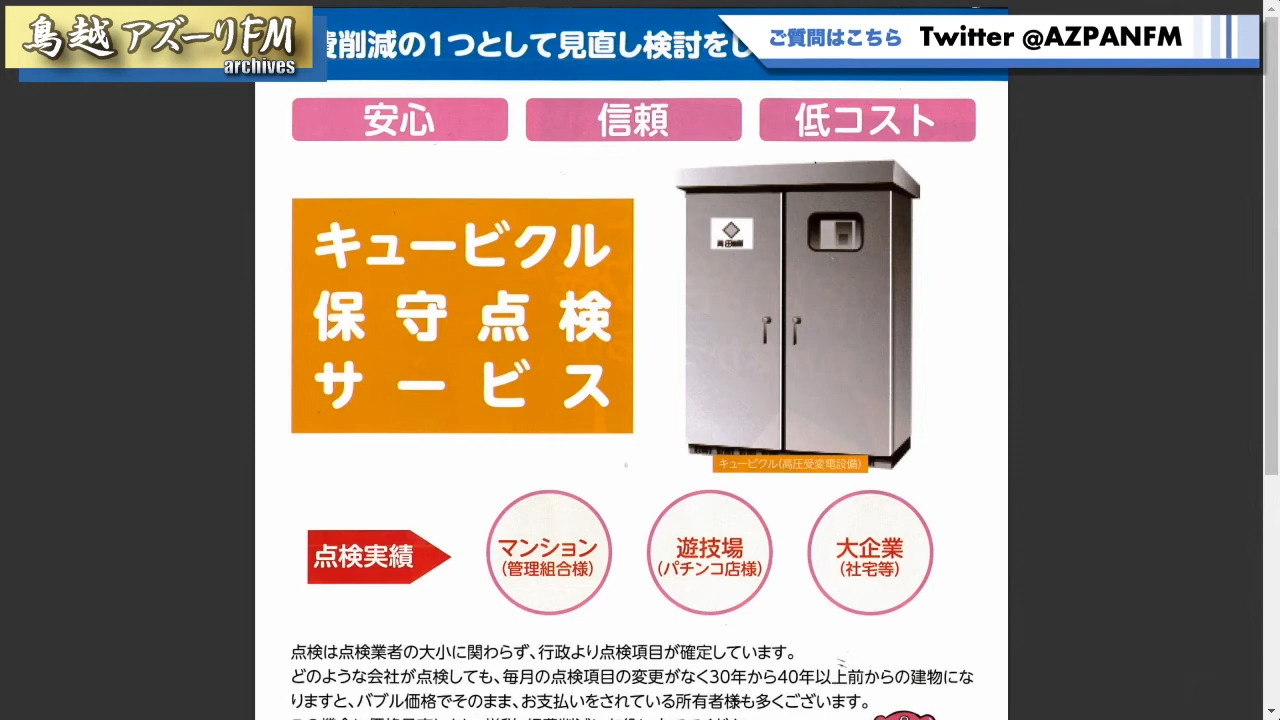 鳥越アズーリFM
archives
費削減の1つとして見直し検討をし
ご質問はこちら Twitter @AZPANFM
安心 信頼 低コスト
キュービクル
保守点検
サービス
キュービクル(高圧受変電設備)
点検実績
マンション
(管理組合様)
遊技場
(パチンコ店様)
大企業
(社宅等)
点検は点検業者の大小に関わらず、行政より点検項目が確定しています。
どのような会社が点検しても、毎月の点検項目の変更がなく30年から40年以上前からの建物にな
りますと、バブル価格でそのまま、お支払いをされている所有者様も多くございます。